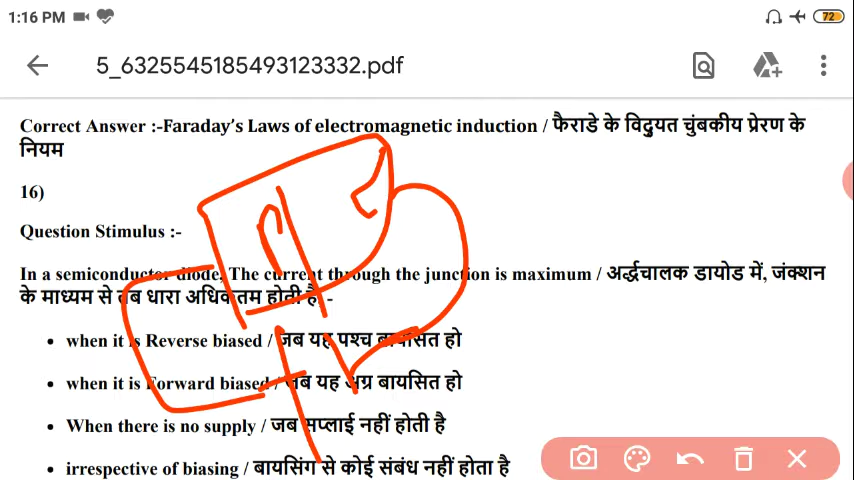 1:16 PM
72
5_6325545185493123332.pdf
Correct Answer :-Faraday's Laws of electromagnetic induction / फैराडे के विद्युत चुंबकीय प्रेरण के
नियम
16)
Question Stimulus :-
In a semiconductor diode, The current through the junction is maximum / अर्द्धचालक डायोड में, जंक्शन
के माध्यम से तब धारा अधिकतम होती है, -
• when it is Reverse biased / जब यह पश्च बायसित हो
• when it is Forward biased / जब यह अग्र बायसित हो
• When there is no supply / जब सप्लाई नहीं होती है
• irrespective of biasing / बायसिंग से कोई संबंध नहीं होता है